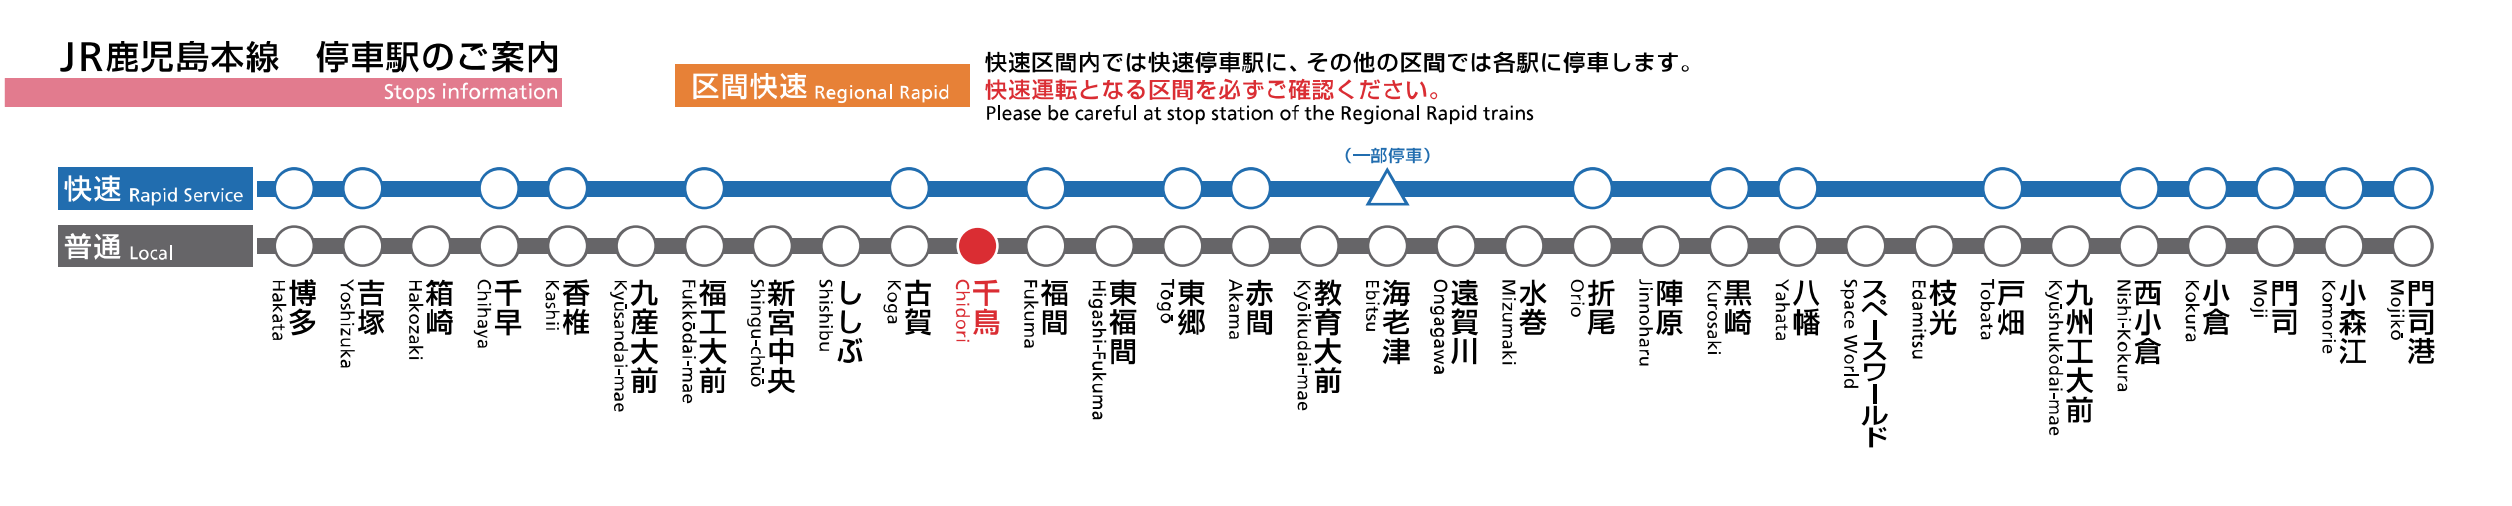 JR鹿児島本線　停車駅のご案内
Stops information
区間快速 Regional Rapid
快速区間内では快速停車駅に、その他の区間では各駅に停車します。
快速運転となる区間を必ずご確認ください。
Please be careful at stop station of the Regional Rapid trains
（一部停車）
快速 Rapid Service
普通 Local
博多
Hakata
吉塚
Yoshizuka
箱崎
Hakozaki
千早
Chihaya
香椎
Kashii
九産大前
Kyūsandai-mae
福工大前
Fukkōdai-mae
新宮中央
Shingu-chūō
ししぶ
Shishibu
古賀
Koga
千鳥
Chidori
福間
Fukuma
東福間
Higashi-Fukuma
東郷
Tōgō
赤間
Akama
教育大前
Kyōikudai-mae
海老津
Ebitsu
遠賀川
Ongagawa
水巻
Mizumaki
折尾
Orio
陣原
Jinoharu
黒崎
Kurosaki
八幡
Yahata
スペースワールド
Space World
枝光
Edamitsu
戸畑
Tobata
九州工大前
Kyūshukōdai-mae
西小倉
Nishi-Kokura
小倉
Kokura
門司
Moji
小森江
Komorie
門司港
Mojikō